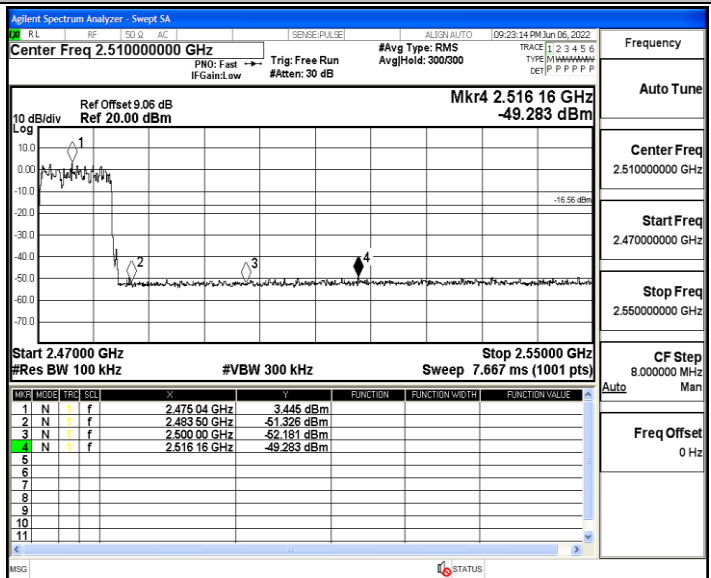 Agilent Spectrum Analyzer - Swept SA
LXI RL RF 50 Ω AC SENSE:PULSE ALIGN AUTO 09:23:14 PM Jun 06, 2022
Center Freq 2.510000000 GHz
#Avg Type: RMS
TRACE 1 2 3 4 5 6
PNO: Fast Trig: Free Run Avg|Hold: 300/300
TYPE M WWWWW
IFGain:Low #Atten: 30 dB
DET P P P P P P
Frequency
Auto Tune
Center Freq
2.510000000 GHz
Start Freq
2.470000000 GHz
Stop Freq
2.550000000 GHz
CF Step
8.000000 MHz
Auto Man
Freq Offset
0 Hz
Ref Offset 9.06 dB
Mkr4 2.516 16 GHz
10 dB/div Ref 20.00 dBm
-49.283 dBm
Log
10.0
0.00
-10.0
-20.0
-30.0
-40.0
-50.0
-60.0
-70.0
1
-16.56 dBm
2
3
4
Start 2.47000 GHz Stop 2.55000 GHz
#Res BW 100 kHz #VBW 300 kHz Sweep 7.667 ms (1001 pts)
MKR MODE TRC SCL X Y FUNCTION FUNCTION WIDTH FUNCTION VALUE
1 N 1 f 2.475 04 GHz 3.445 dBm
2 N 1 f 2.483 50 GHz -51.326 dBm
3 N 1 f 2.500 00 GHz -52.181 dBm
4 N 1 f 2.516 16 GHz -49.283 dBm
5
6
7
8
9
10
11
MSG STATUS